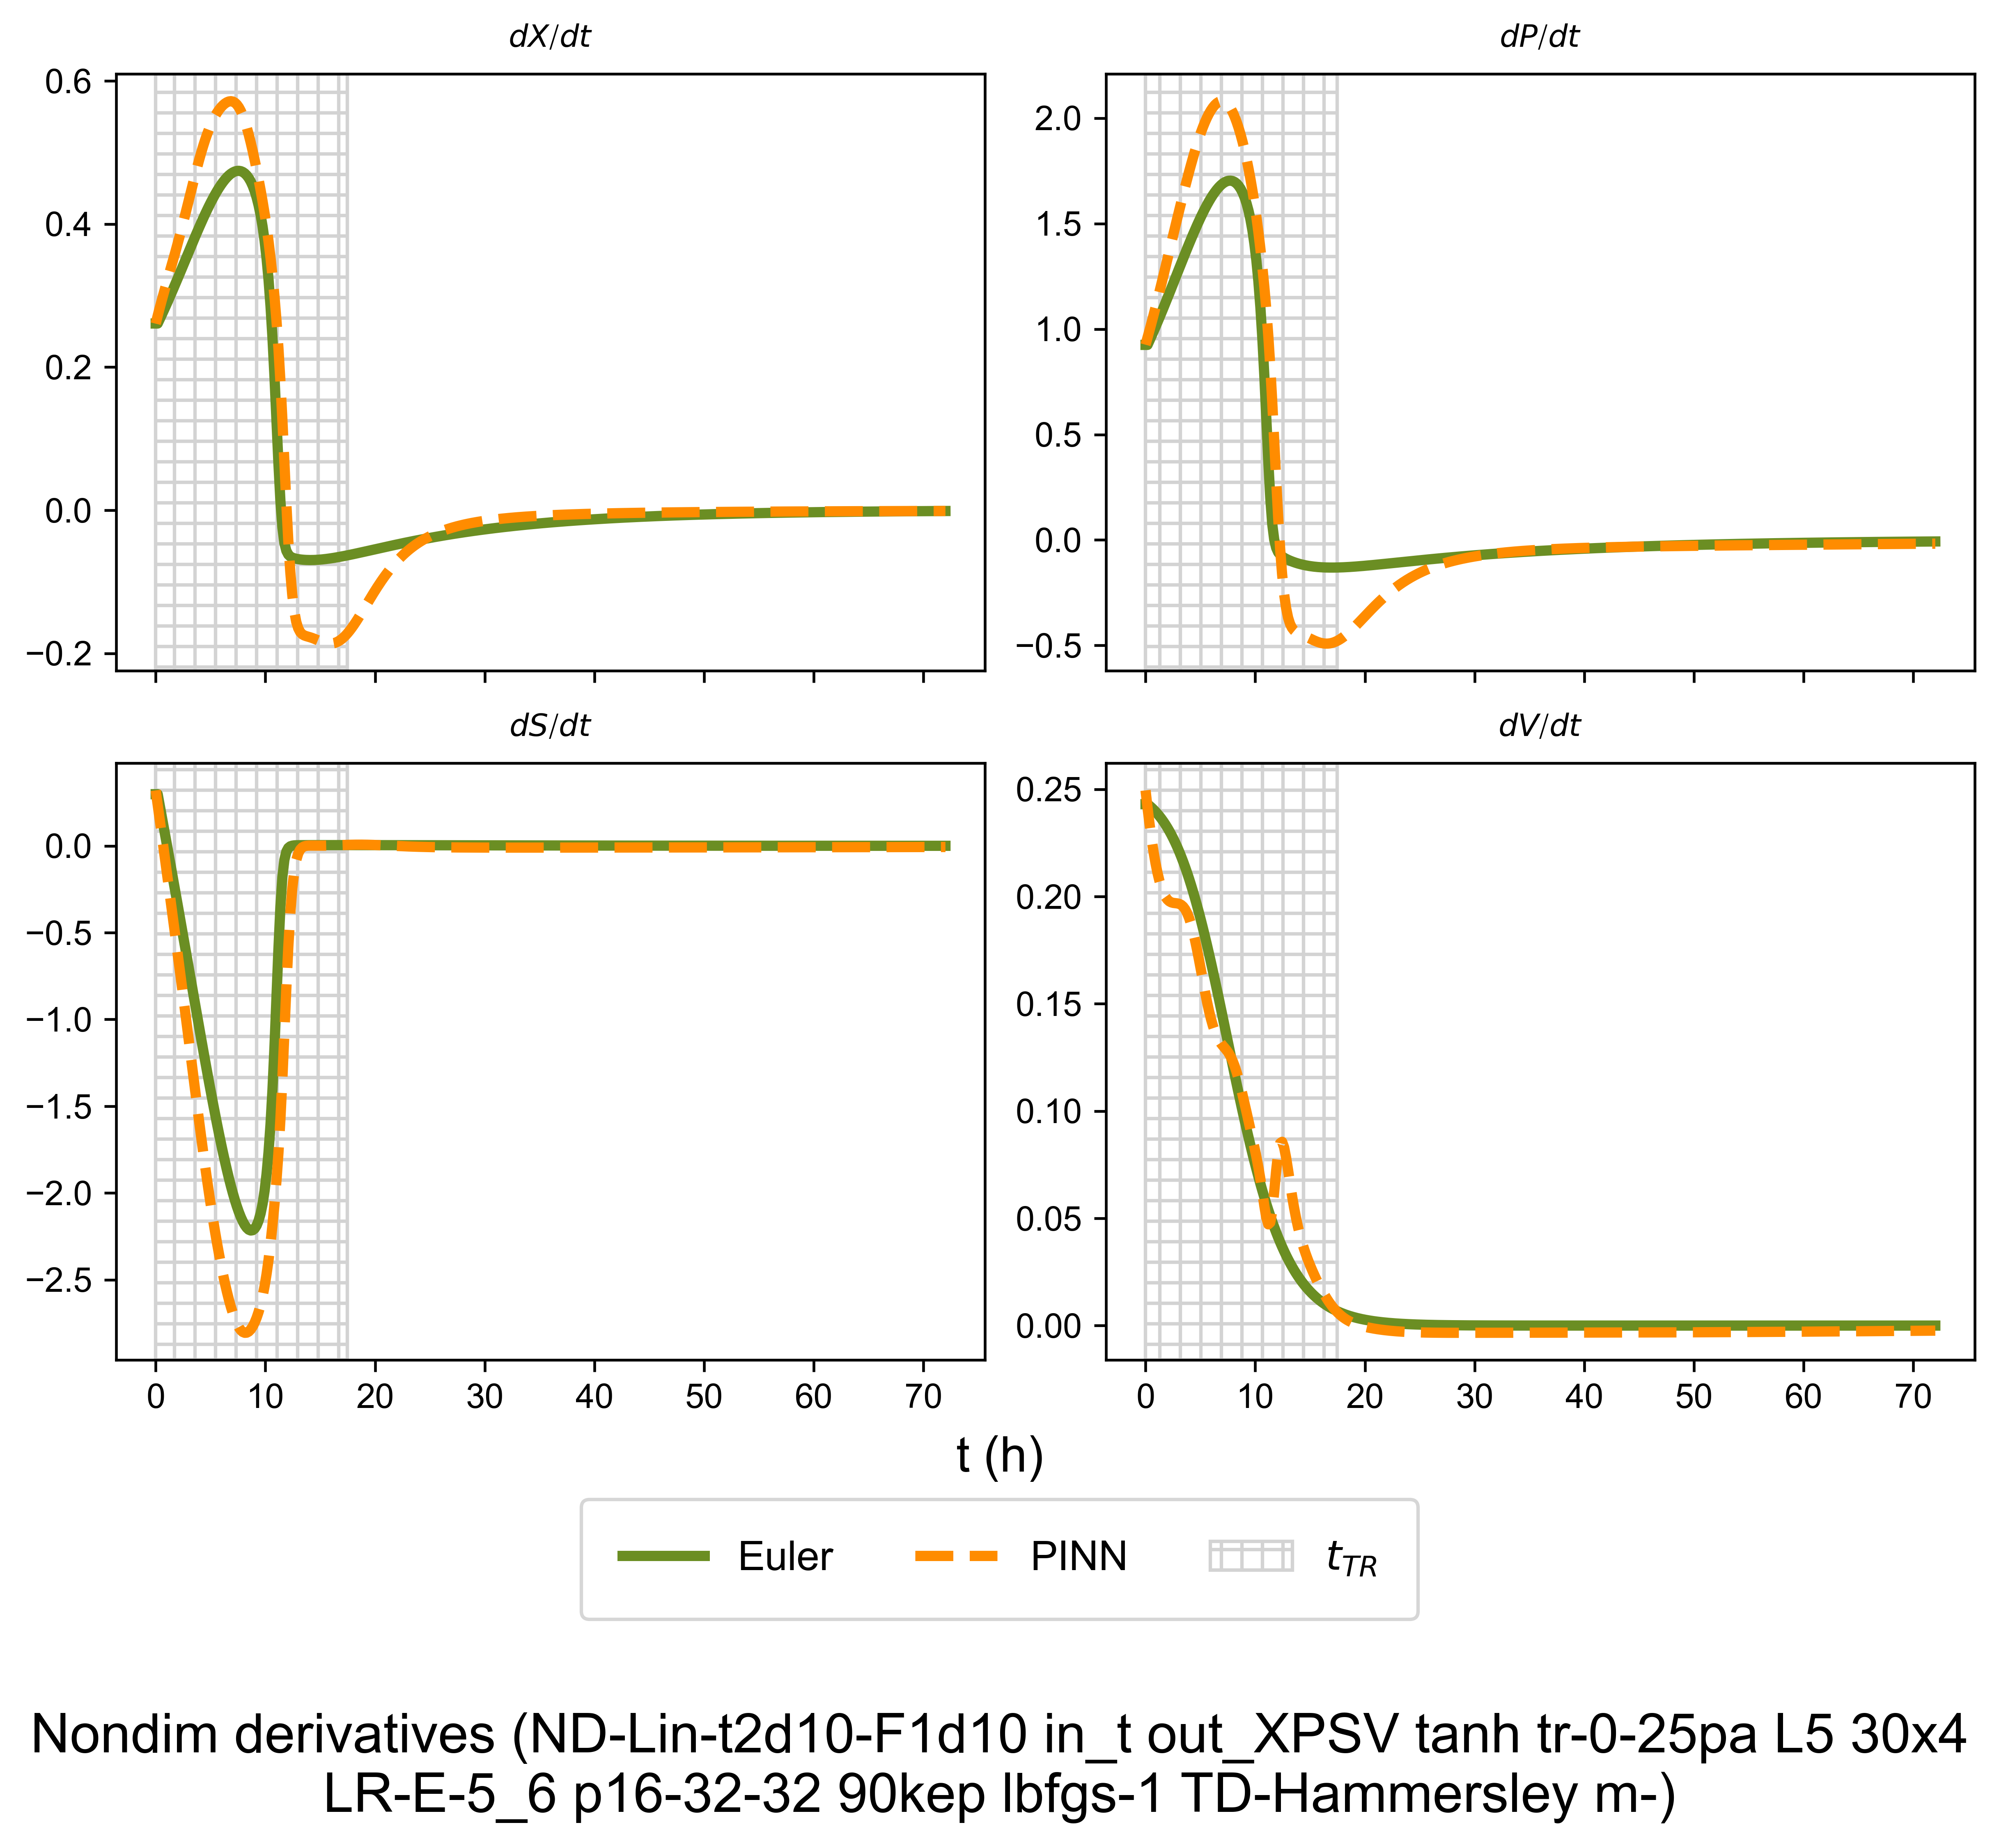 dX/dt
dP/dt
0.6
0.4
0.2
0.0
−0.2
2.0
1.5
1.0
0.5
0.0
−0.5
dS/dt
dV/dt
0.0
−0.5
−1.0
−1.5
−2.0
−2.5
0 10 20 30 40 50 60 70
0.25
0.20
0.15
0.10
0.05
0.00
0 10 20 30 40 50 60 70
t (h)
Euler PINN t_TR
Nondim derivatives (ND-Lin-t2d10-F1d10 in_t out_XPSV tanh tr-0-25pa L5 30x4
LR-E-5_6 p16-32-32 90kep lbfgs-1 TD-Hammersley m-)